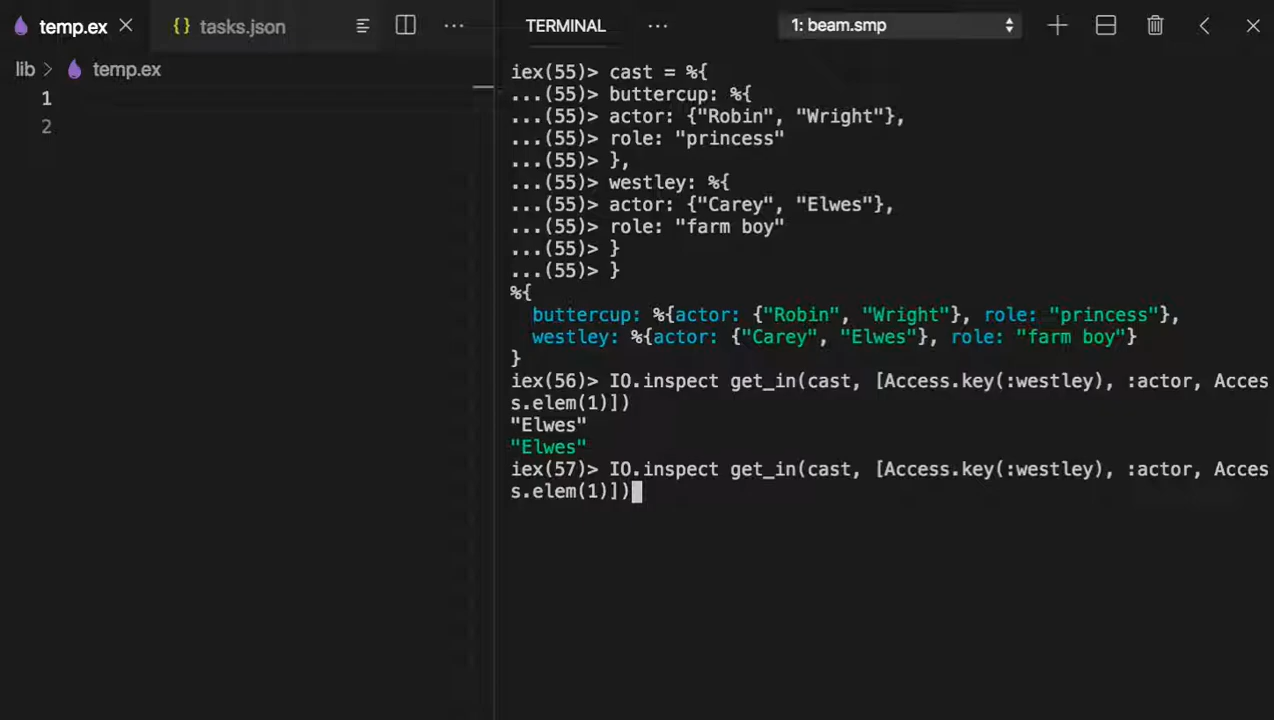 temp.ex
{} tasks.json
TERMINAL
1: beam.smp
lib > temp.ex
1
2
iex(55)> cast = %{
...(55)> buttercup: %{
...(55)> actor: {"Robin", "Wright"},
...(55)> role: "princess"
...(55)> },
...(55)> westley: %{
...(55)> actor: {"Carey", "Elwes"},
...(55)> role: "farm boy"
...(55)> }
...(55)> }
%{
  buttercup: %{actor: {"Robin", "Wright"}, role: "princess"},
  westley: %{actor: {"Carey", "Elwes"}, role: "farm boy"}
}
iex(56)> IO.inspect get_in(cast, [Access.key(:westley), :actor, Acces
s.elem(1)])
"Elwes"
"Elwes"
iex(57)> IO.inspect get_in(cast, [Access.key(:westley), :actor, Acces
s.elem(1)])